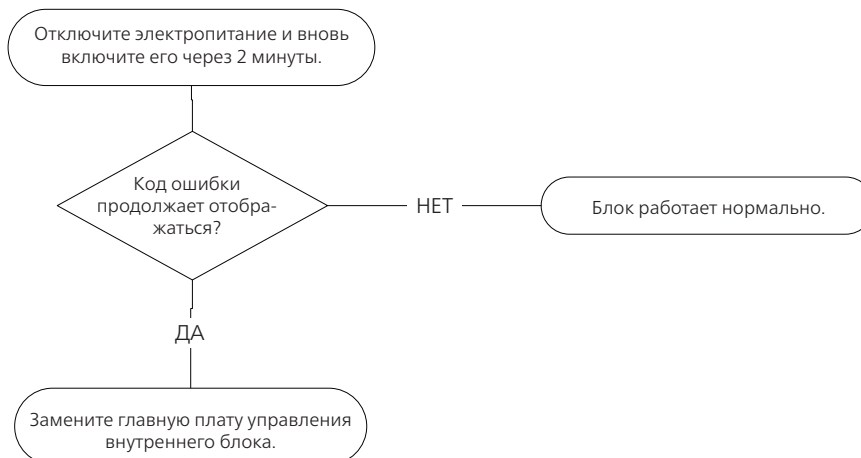 Отключите электропитание и вновь
включите его через 2 минуты.
Код ошибки
продолжает отобра-
жаться?
НЕТ
Блок работает нормально.
ДА
Замените главную плату управления
внутреннего блока.